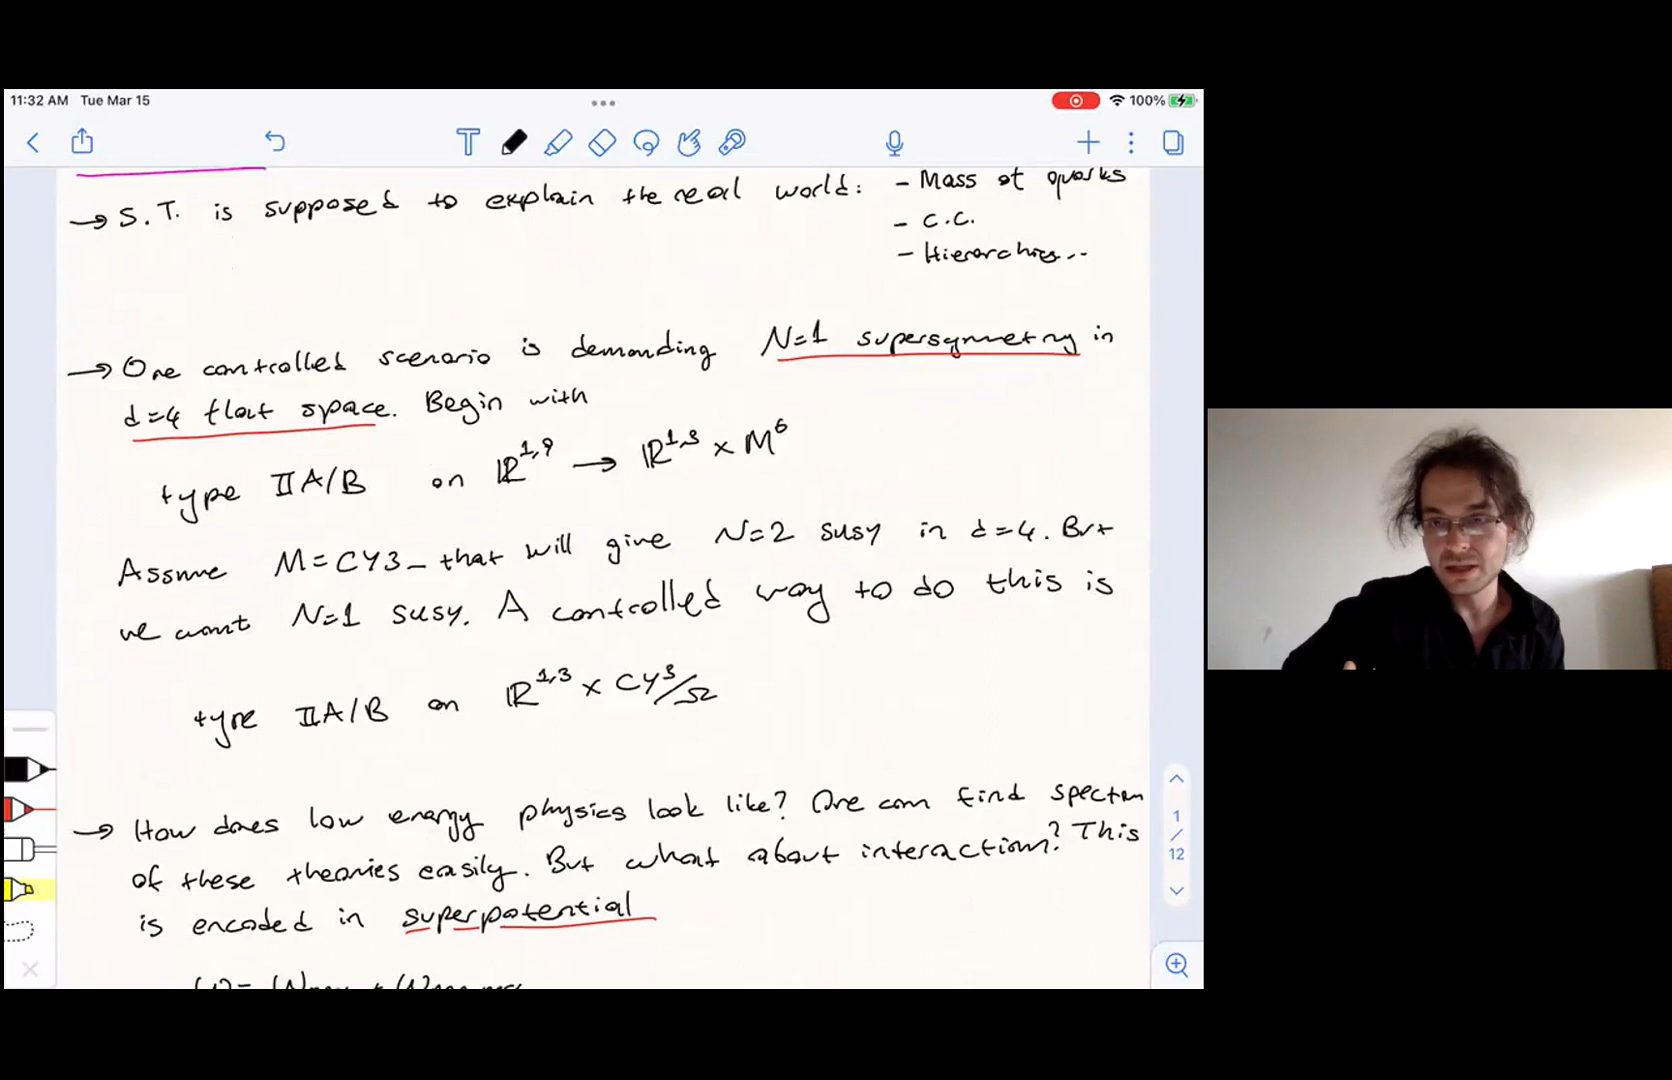 11:32 AM Tue Mar 15
100%
→ S.T. is supposed to explain the real world: - Mass of quarks
- C.C.
- Hierarchies..
→ One controlled scenario is demanding N=1 supersymmetry in
d=4 flat space. Begin with
type IIA/B on ℝ^{1,9} → ℝ^{1,3} × M^6
Assume M=CY3 - that will give N=2 susy in d=4. But
we want N=1 susy. A controlled way to do this is
type IIA/B on ℝ^{1,3} × CY3/Ω
→ How does low energy physics look like? One can find spectrum
of these theories easily. But what about interactions? This
is encoded in superpotential
1
/
12